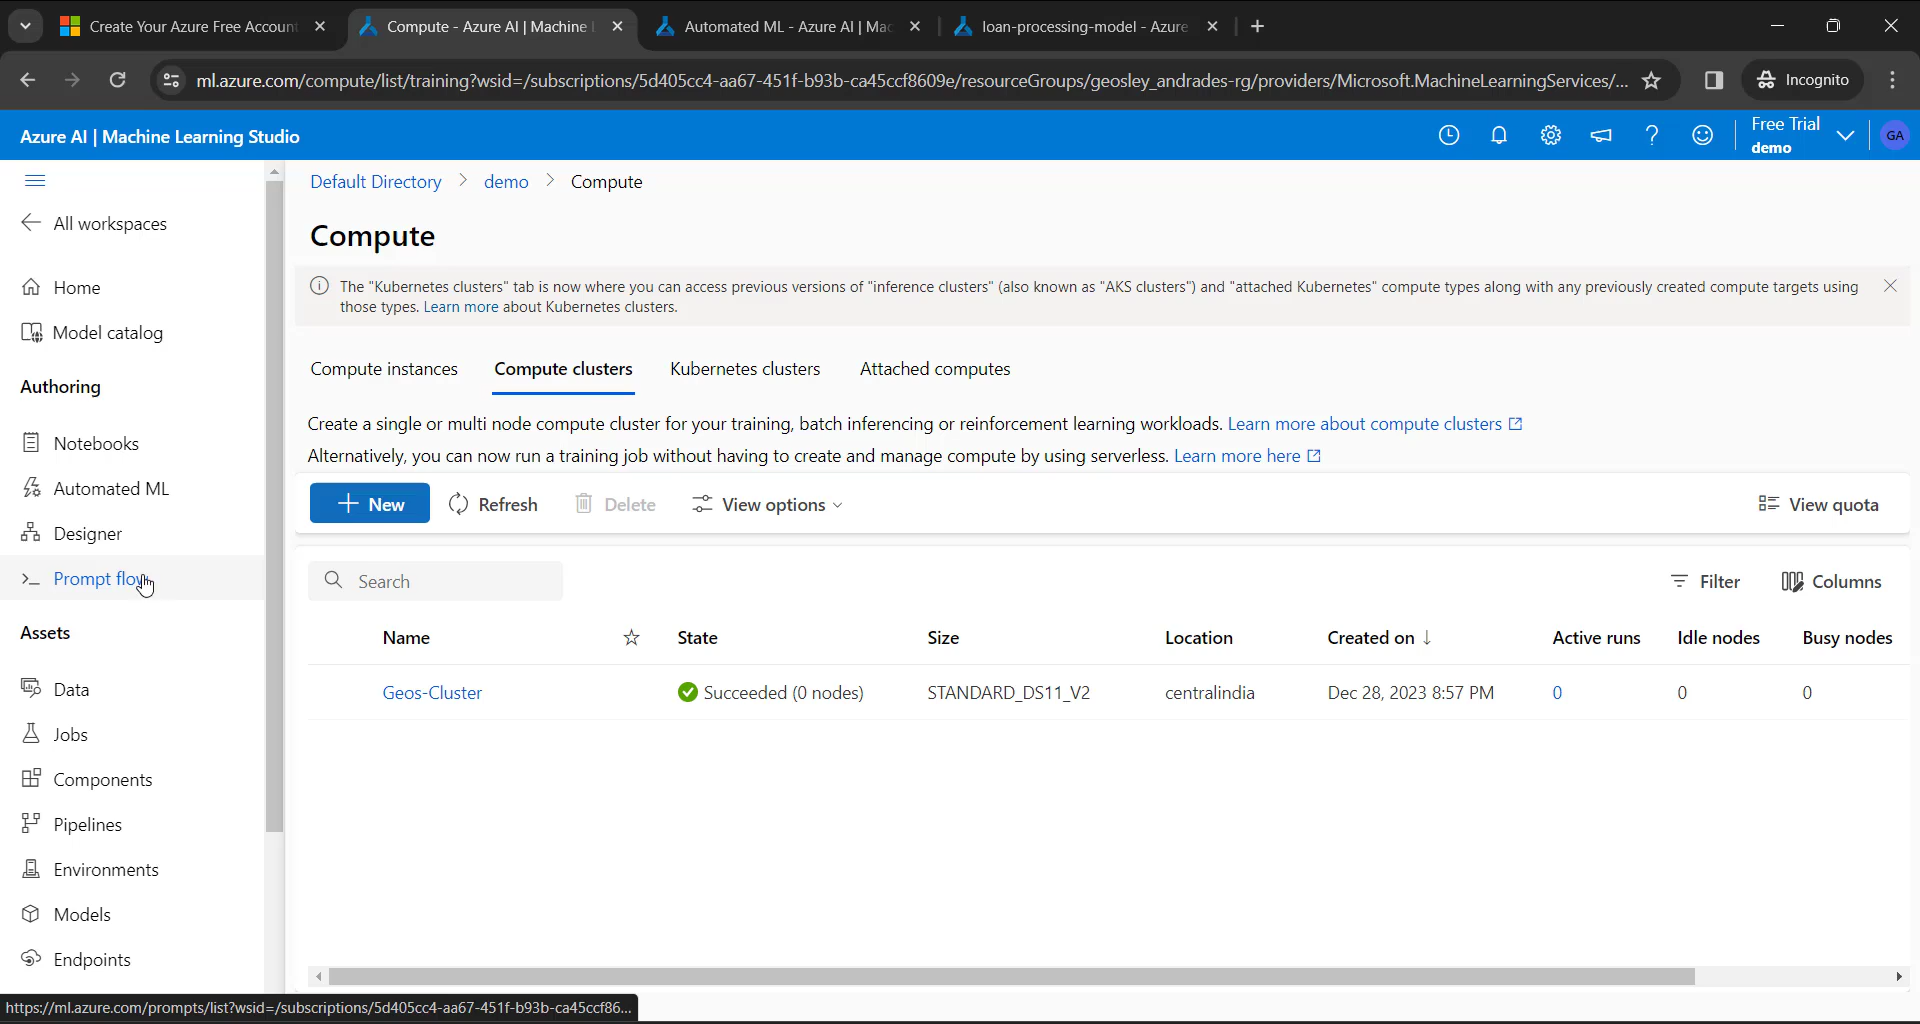 Create Your Azure Free Accoun
Compute - Azure AI | Machine L
Automated ML - Azure AI | Mac
loan-processing-model - Azure
ml.azure.com/compute/list/training?wsid=/subscriptions/5d405cc4-aa67-451f-b93b-ca45ccf8609e/resourceGroups/geosley_andrades-rg/providers/Microsoft.MachineLearningServices/...
Incognito
Azure AI | Machine Learning Studio
Free Trial
demo
GA
All workspaces
Home
Model catalog
Authoring
Notebooks
Automated ML
Designer
Prompt flow
Assets
Data
Jobs
Components
Pipelines
Environments
Models
Endpoints
Default Directory > demo > Compute
Compute
The "Kubernetes clusters" tab is now where you can access previous versions of "inference clusters" (also known as "AKS clusters") and "attached Kubernetes" compute types along with any previously created compute targets using
those types. Learn more about Kubernetes clusters.
Compute instances Compute clusters Kubernetes clusters Attached computes
Create a single or multi node compute cluster for your training, batch inferencing or reinforcement learning workloads. Learn more about compute clusters
Alternatively, you can now run a training job without having to create and manage compute by using serverless. Learn more here
New Refresh Delete View options View quota
Search Filter Columns
Name State Size Location Created on ↓ Active runs Idle nodes Busy nodes
Geos-Cluster Succeeded (0 nodes) STANDARD_DS11_V2 centralindia Dec 28, 2023 8:57 PM 0 0 0
https://ml.azure.com/prompts/list?wsid=/subscriptions/5d405cc4-aa67-451f-b93b-ca45ccf86...